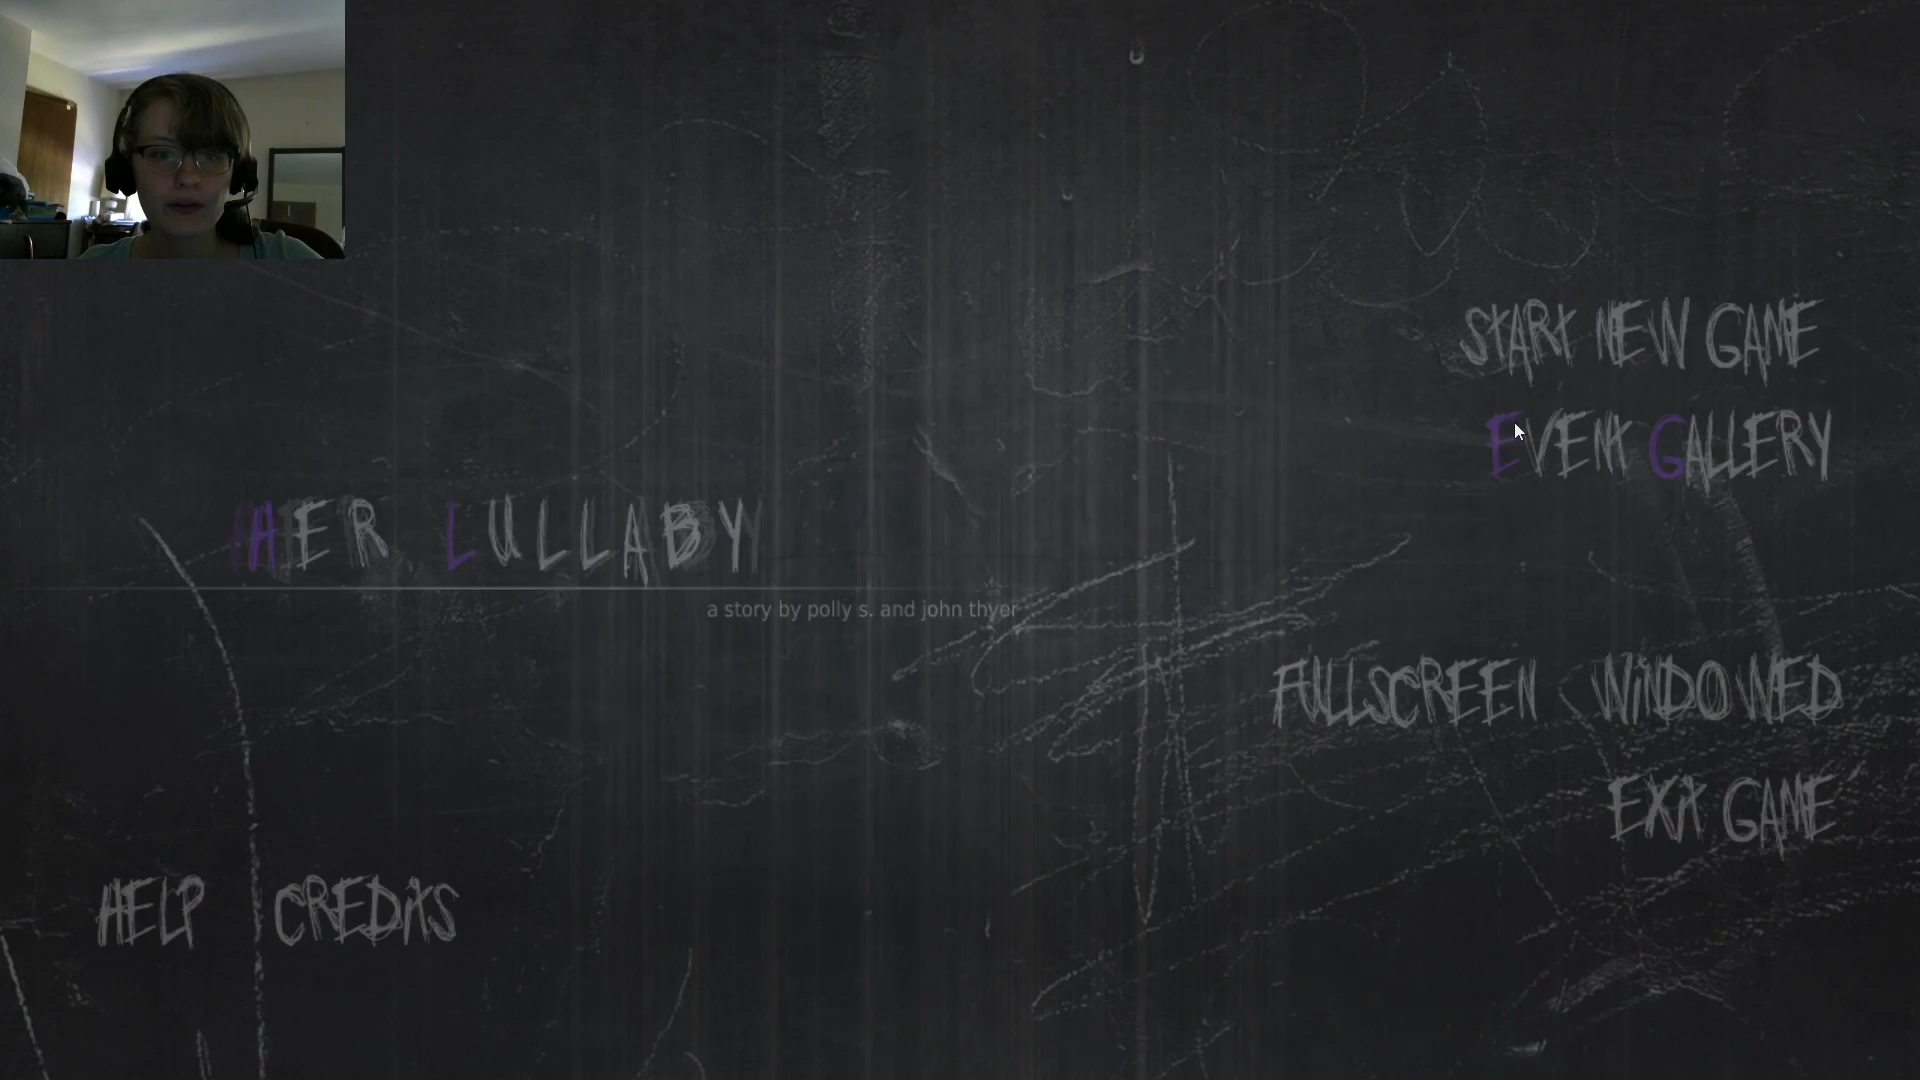 START NEW GAME
EVENT GALLERY
HER LULLABY
a story by polly s. and john thyer
FULLSCREEN WINDOWED
EXIT GAME
HELP CREDITS